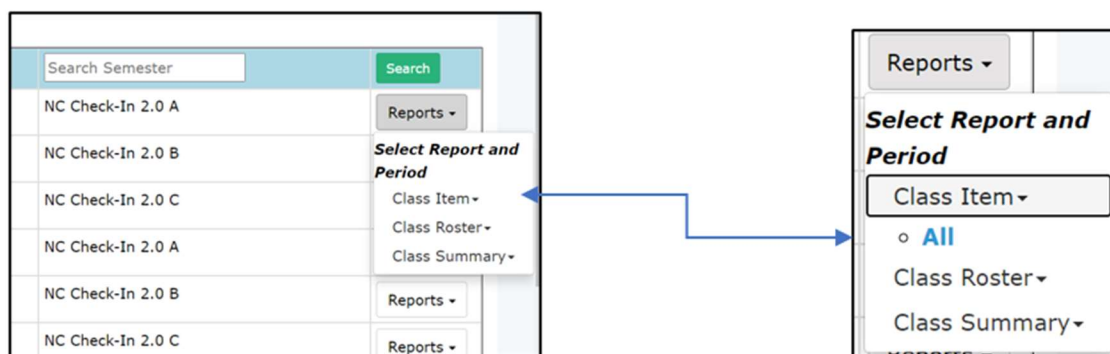 Search Semester
Search
NC Check-In 2.0 A
Reports
NC Check-In 2.0 B
NC Check-In 2.0 C
NC Check-In 2.0 A
Select Report and
Period
Class Item
Class Roster
Class Summary
NC Check-In 2.0 B
Reports
NC Check-In 2.0 C
Reports
Reports
Select Report and
Period
Class Item
All
Class Roster
Class Summary